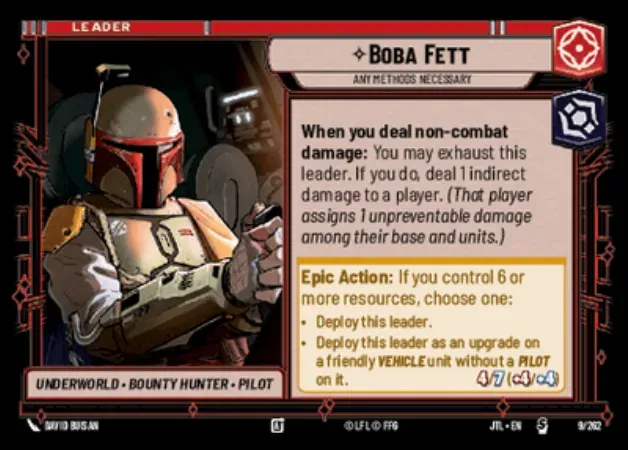 LEADER
BOBA FETT
ANY METHODS NECESSARY
When you deal non-combat
damage: You may exhaust this
leader. If you do, deal 1 indirect
damage to a player. (That player
assigns 1 unpreventable damage
among their base and units.)
Epic Action: If you control 6 or
more resources, choose one:
• Deploy this leader.
• Deploy this leader as an upgrade on
a friendly VEHICLE unit without a PILOT
on it. 4/7 (+4/+4)
UNDERWORLD • BOUNTY HUNTER • PILOT
DAVID BUISAN
© LFL © FFG
JTL • EN
9/262